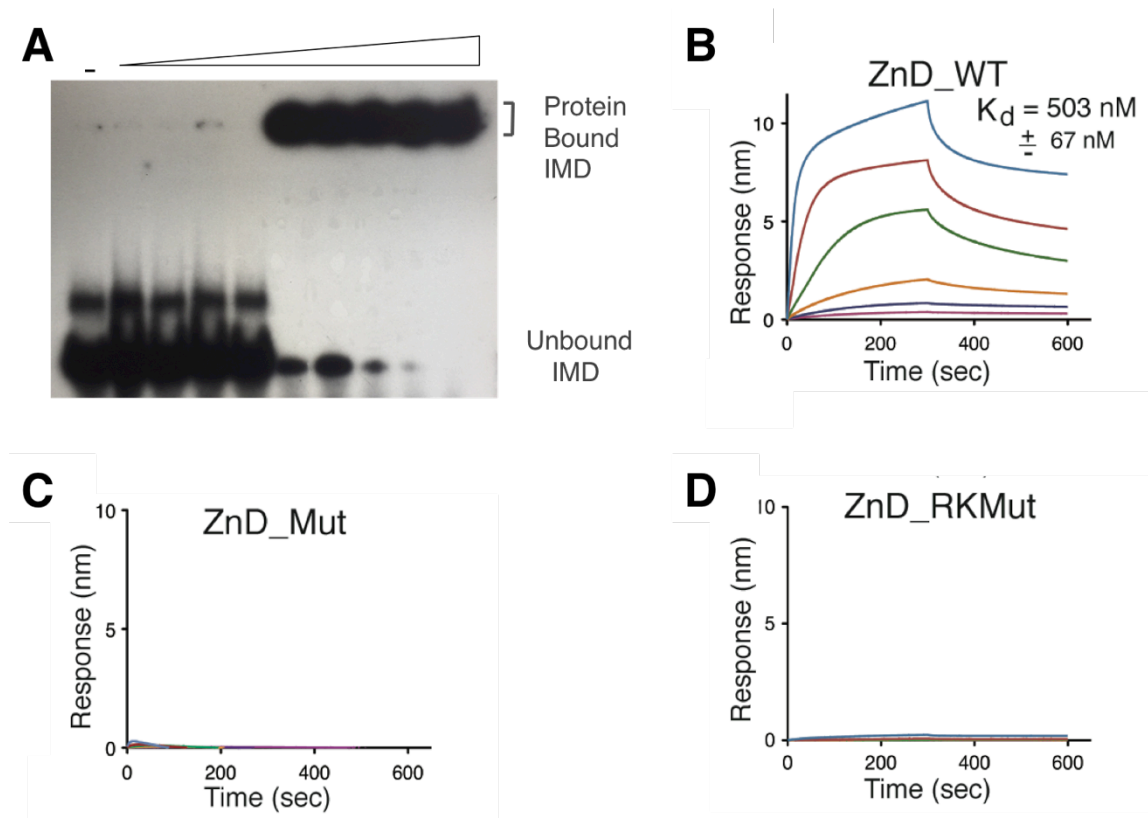 A
-
Protein
Bound
IMD
Unbound
IMD
B
ZnD_WT
Kd = 503 nM
± 67 nM
10
5
0
Response (nm)
0 200 400 600
Time (sec)
C
ZnD_Mut
10
5
0
Response (nm)
0 200 400 600
Time (sec)
D
ZnD_RKMut
10
5
0
Response (nm)
0 200 400 600
Time (sec)